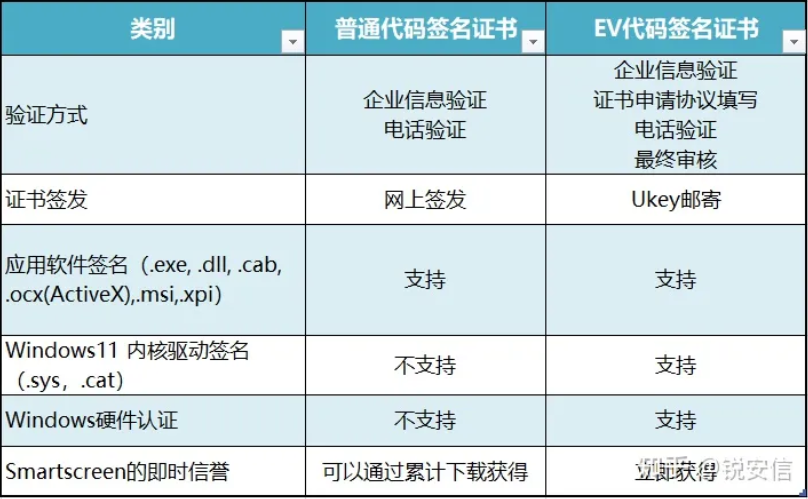 类别
普通代码签名证书
EV代码签名证书
验证方式
企业信息验证
电话验证
企业信息验证
证书申请协议填写
电话验证
最终审核
证书签发
网上签发
Ukey邮寄
应用软件签名（.exe, .dll, .cab,
.ocx(ActiveX),.msi,.xpi）
支持
支持
Windows11 内核驱动签名
（.sys，.cat）
不支持
支持
Windows硬件认证
不支持
支持
Smartscreen的即时信誉
可以通过累计下载获得
立即获得
知乎 @锐安信